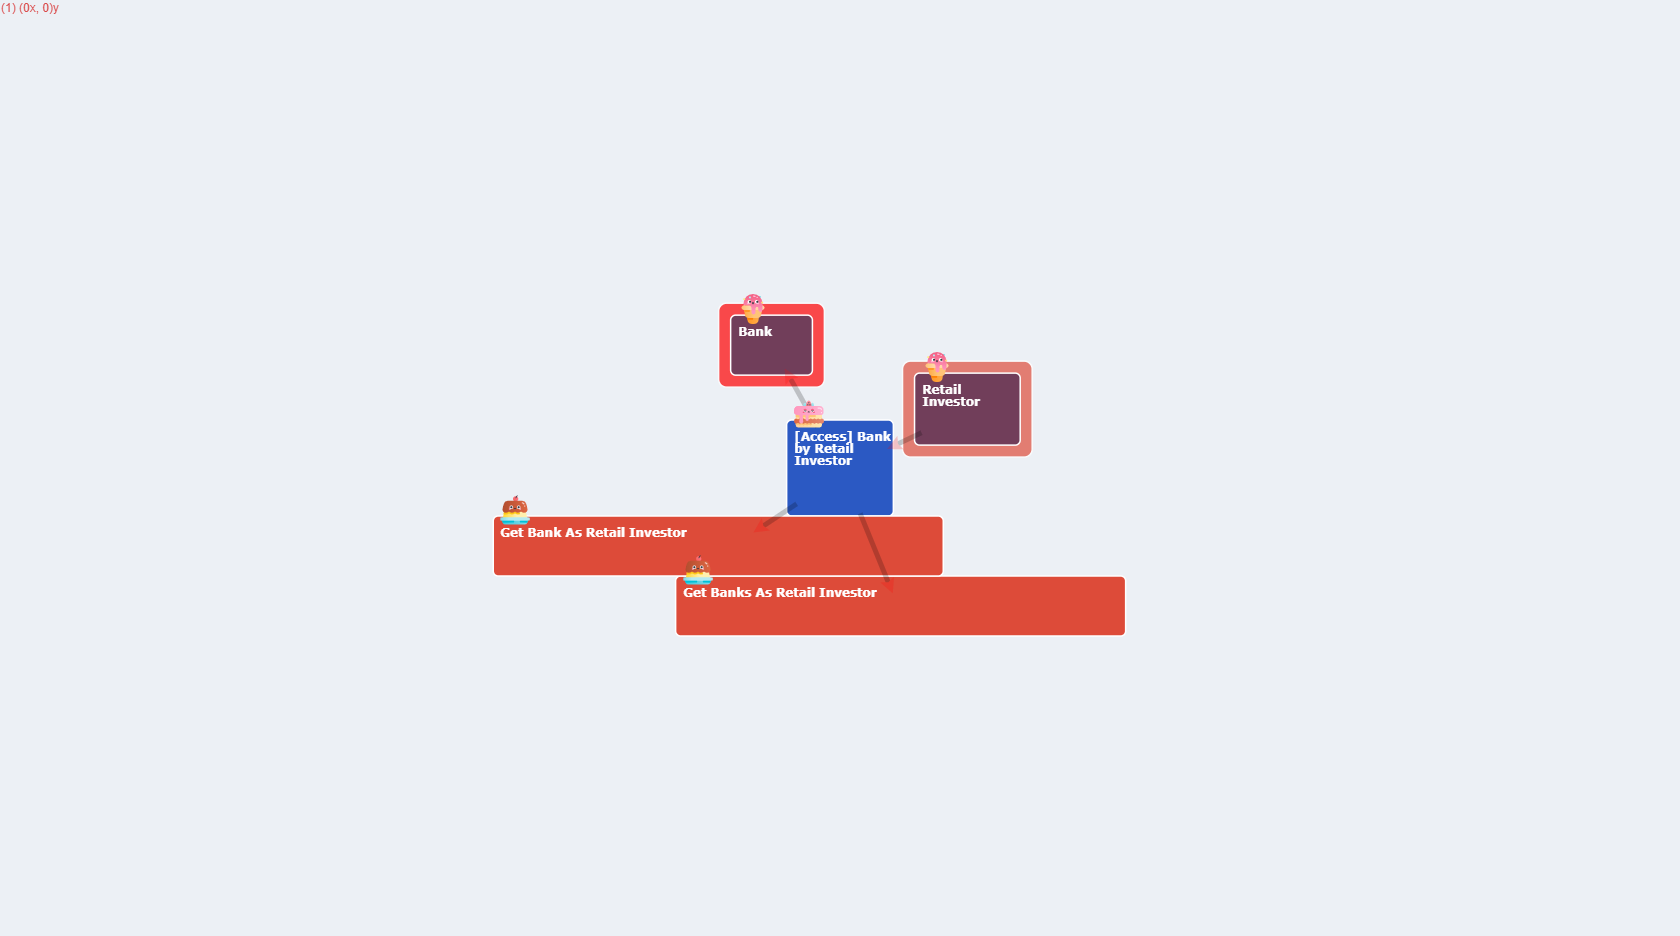 (1) (0x, 0)y
Bank
Retail
Investor
[Access] Bank
by Retail
Investor
Get Bank As Retail Investor
Get Banks As Retail Investor